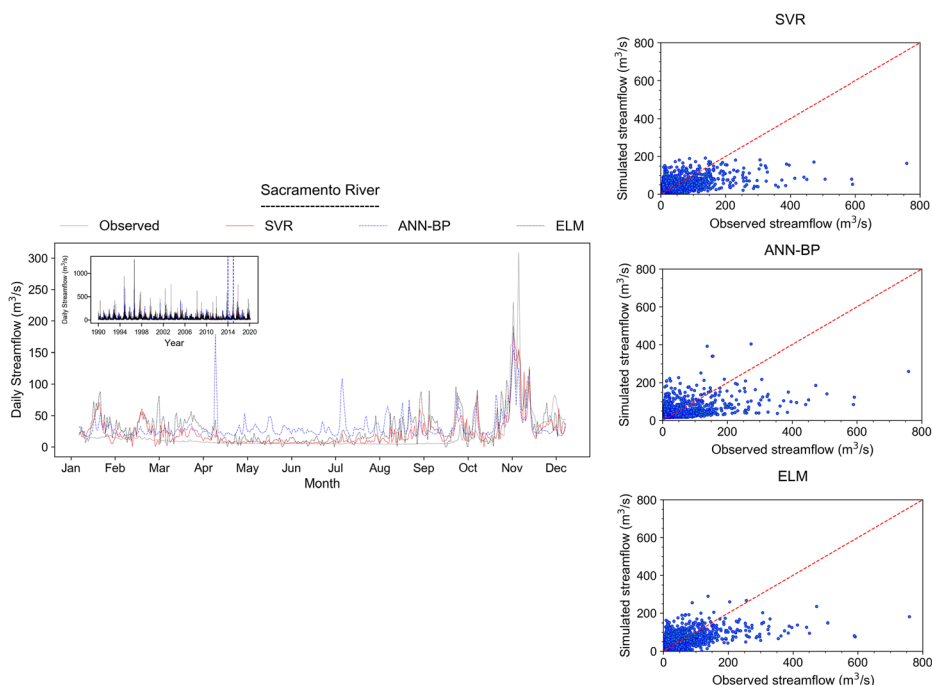 Sacramento River
Observed SVR ANN-BP ELM
Daily Streamflow (m³/s)
300
250
200
150
100
50
0
Jan Feb Mar Apr May Jun Jul Aug Sep Oct Nov Dec
Month
Daily Streamflow (m³/s)
1000
500
0
1990 1994 1998 2002 2006 2010 2014 2020
Year
SVR
Simulated streamflow (m³/s)
800
600
400
200
0
0 200 400 600 800
Observed streamflow (m³/s)
ANN-BP
Simulated streamflow (m³/s)
800
600
400
200
0
0 200 400 600 800
Observed streamflow (m³/s)
ELM
Simulated streamflow (m³/s)
800
600
400
200
0
0 200 400 600 800
Observed streamflow (m³/s)